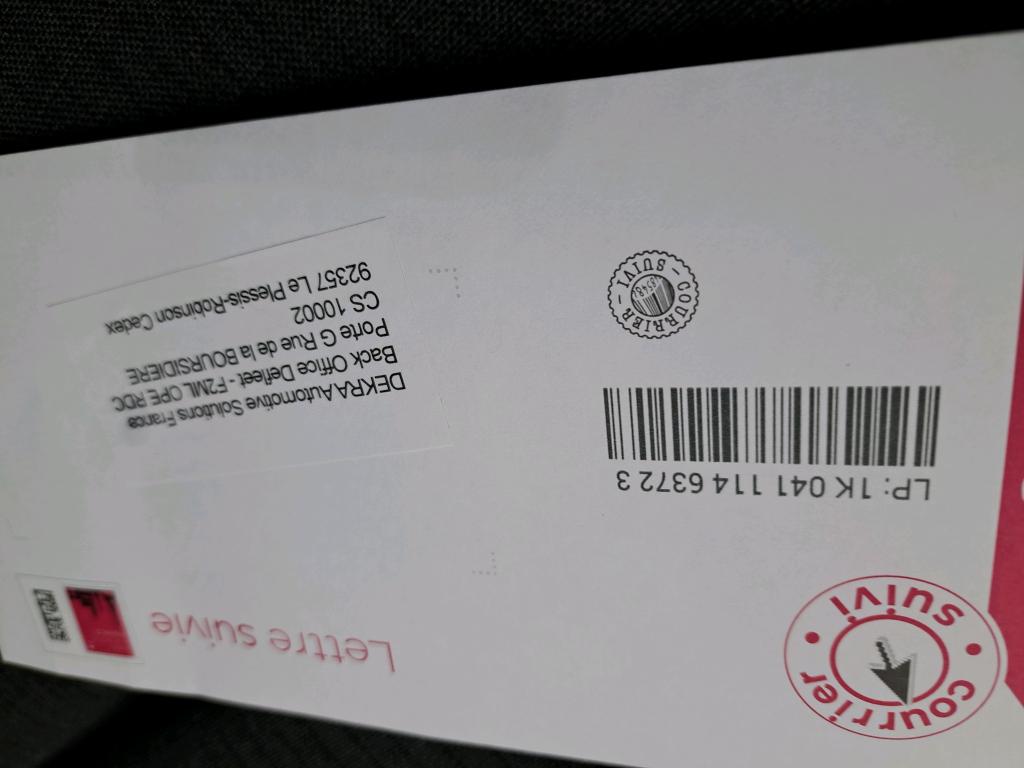 courrier suivi
Lettre suivie
LP: 1K 041 114 6372 3
COURRIER - SUIVI -
DEKRA Automotive Solutions France
Back Office Defleet - F2ML OPE RDC
Porte G Rue de la BOURSIDIERE
CS 10002
92357 Le Plessis-Robinson Cedex